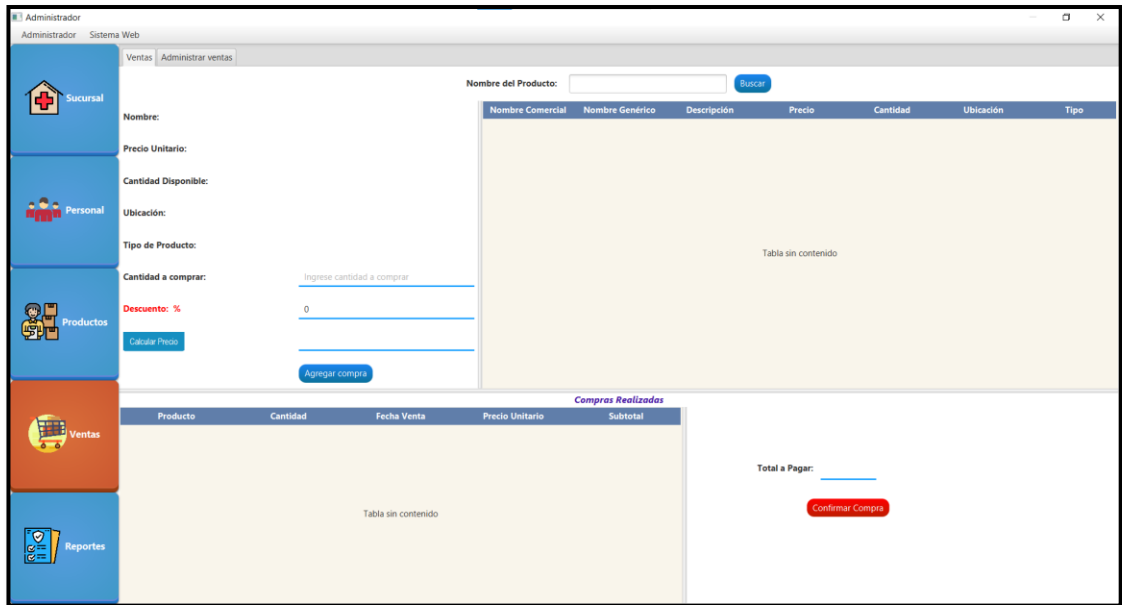 Administrador
Administrador Sistema Web
Ventas Administrar ventas
Sucursal
Personal
Productos
Ventas
Reportes
Nombre del Producto: Buscar
Nombre:
Precio Unitario:
Cantidad Disponible:
Ubicación:
Tipo de Producto:
Cantidad a comprar: Ingrese cantidad a comprar
Descuento: % 0
Calcular Precio
Agregar compra
Nombre Comercial Nombre Genérico Descripción Precio Cantidad Ubicación Tipo
Tabla sin contenido
Compras Realizadas
Producto Cantidad Fecha Venta Precio Unitario Subtotal
Tabla sin contenido
Total a Pagar:
Confirmar Compra